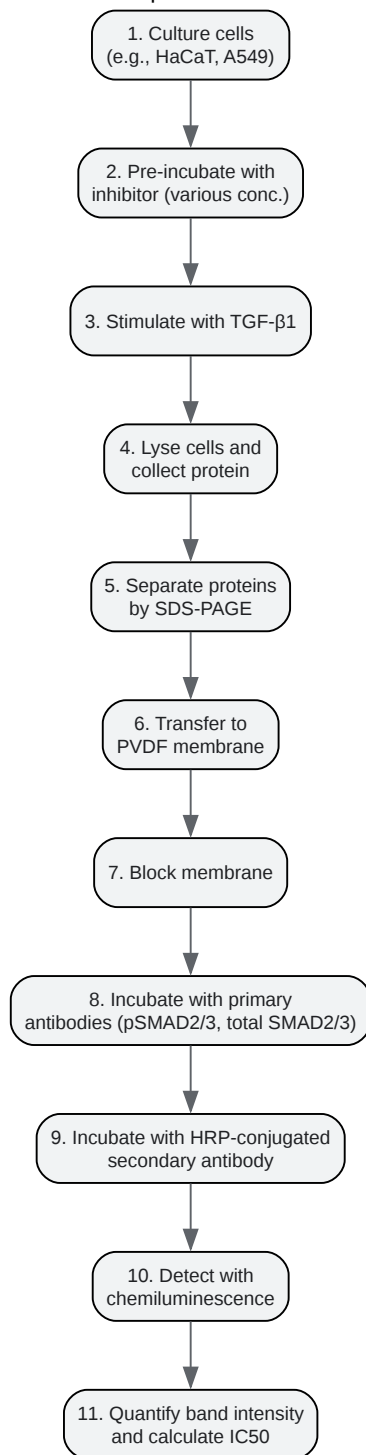 1. Culture cells
(e.g., HaCaT, A549)
2. Pre-incubate with
inhibitor (various conc.)
3. Stimulate with TGF-β1
4. Lyse cells and
collect protein
5. Separate proteins
by SDS-PAGE
6. Transfer to
PVDF membrane
7. Block membrane
8. Incubate with primary
antibodies (pSMAD2/3, total SMAD2/3)
9. Incubate with HRP-conjugated
secondary antibody
10. Detect with
chemiluminescence
11. Quantify band intensity
and calculate IC50